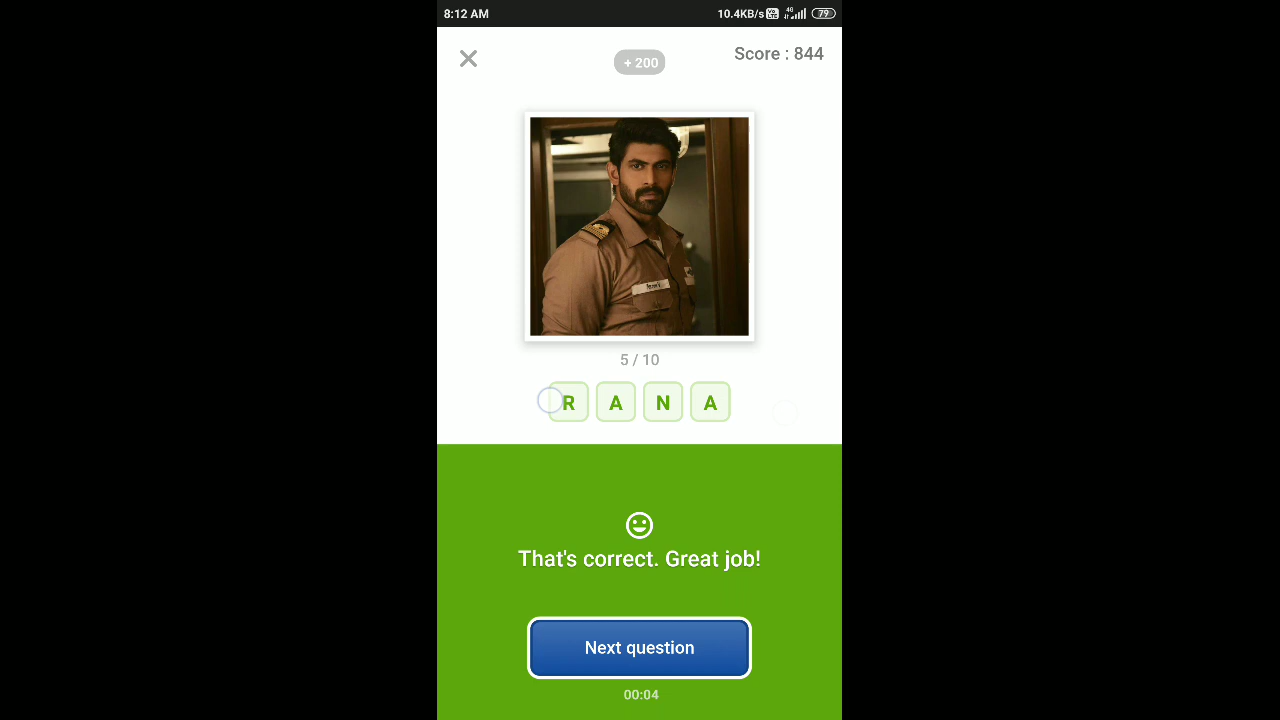 8:12 AM 10.4KB/s 4G 79
+ 200
Score : 844
5 / 10
R A N A
That's correct. Great job!
Next question
00:04